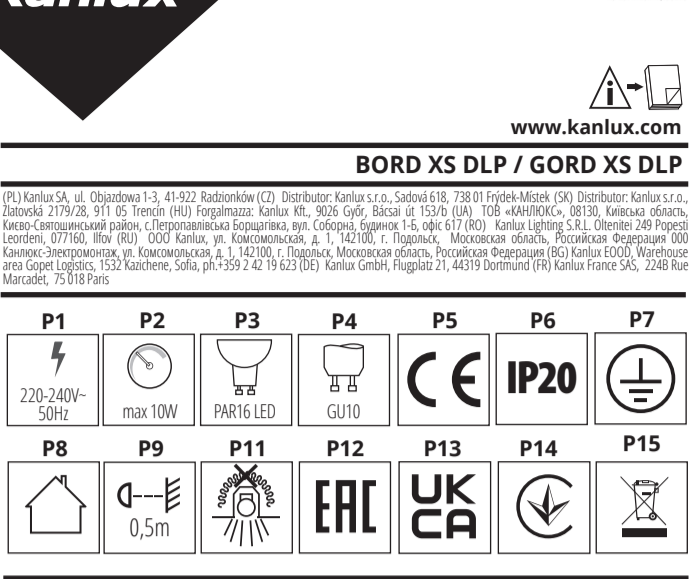 www.kanlux.com
BORD XS DLP / GORD XS DLP
(PL) Kanlux SA, ul. Objazdowa 1-3, 41-922 Radzionków (CZ) Distributor: Kanlux s.r.o., Sadová 618, 738 01 Frýdek-Místek (SK) Distributor: Kanlux s.r.o.,
Zlatovská 2179/28, 911 05 Trencín (HU) Forgalmazza: Kanlux Kft., 9026 Győr, Bácsai út 153/b (UA) ТОВ «КАНЛЮКС», 08130, Київська область,
Києво-Святошинський район, с.Петропавлівська Борщагівка, вул. Соборна, будинок 1-Б, офіс 617 (RO) Kanlux Lighting S.R.L. Oltenitei 249 Popesti
Leordeni, 077160, Ilfov (RU) ООО Kanlux, ул. Комсомольская, д. 1, 142100, г. Подольск, Московская область, Российская Федерация 000
Канлюкс-Электромонтаж, ул. Комсомольская, д. 1, 142100, г. Подольск, Московская область, Российская Федерация (BG) Kanlux EOOD, Warehouse
area Gopet Logistics, 1532 Kazichene, Sofia, ph.+359 2 42 19 623 (DE) Kanlux GmbH, Flugplatz 21, 44319 Dortmund (FR) Kanlux France SAS, 224B Rue
Marcadet, 75 018 Paris
P1 P2 P3 P4 P5 P6 P7
220-240V~
50Hz
max 10W
PAR16 LED
GU10
CE
IP20
P8 P9 P11 P12 P13 P14 P15
0,5m
EAC
UK
CA